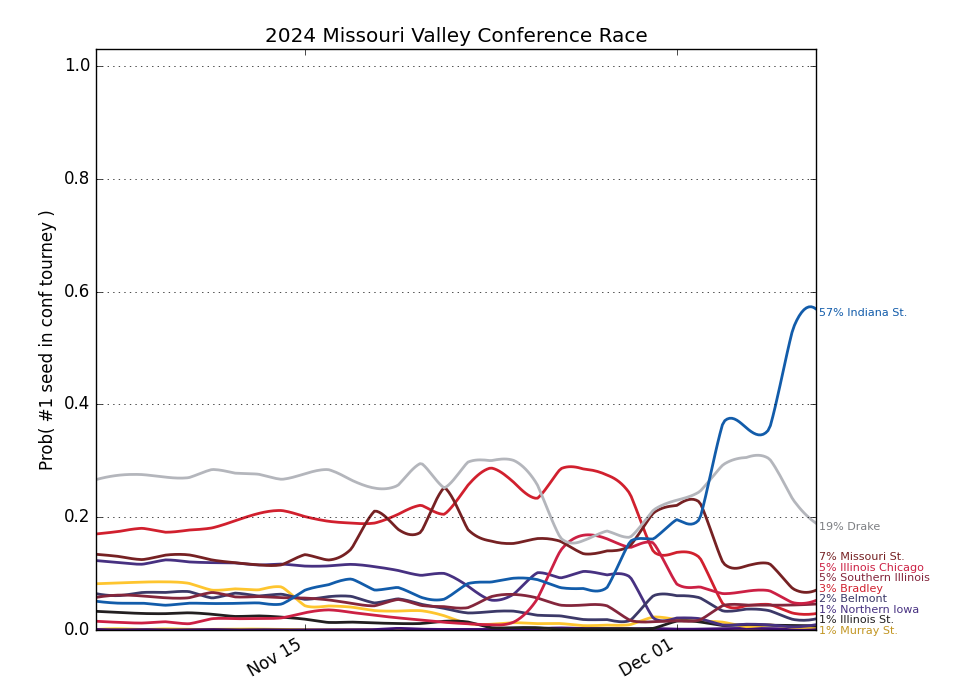 2024 Missouri Valley Conference Race
Prob( #1 seed in conf tourney )
1.0
0.8
0.6
0.4
0.2
0.0
Nov 15
Dec 01
57% Indiana St.
19% Drake
7% Missouri St.
5% Illinois Chicago
5% Southern Illinois
3% Bradley
2% Belmont
1% Northern Iowa
1% Illinois St.
1% Murray St.